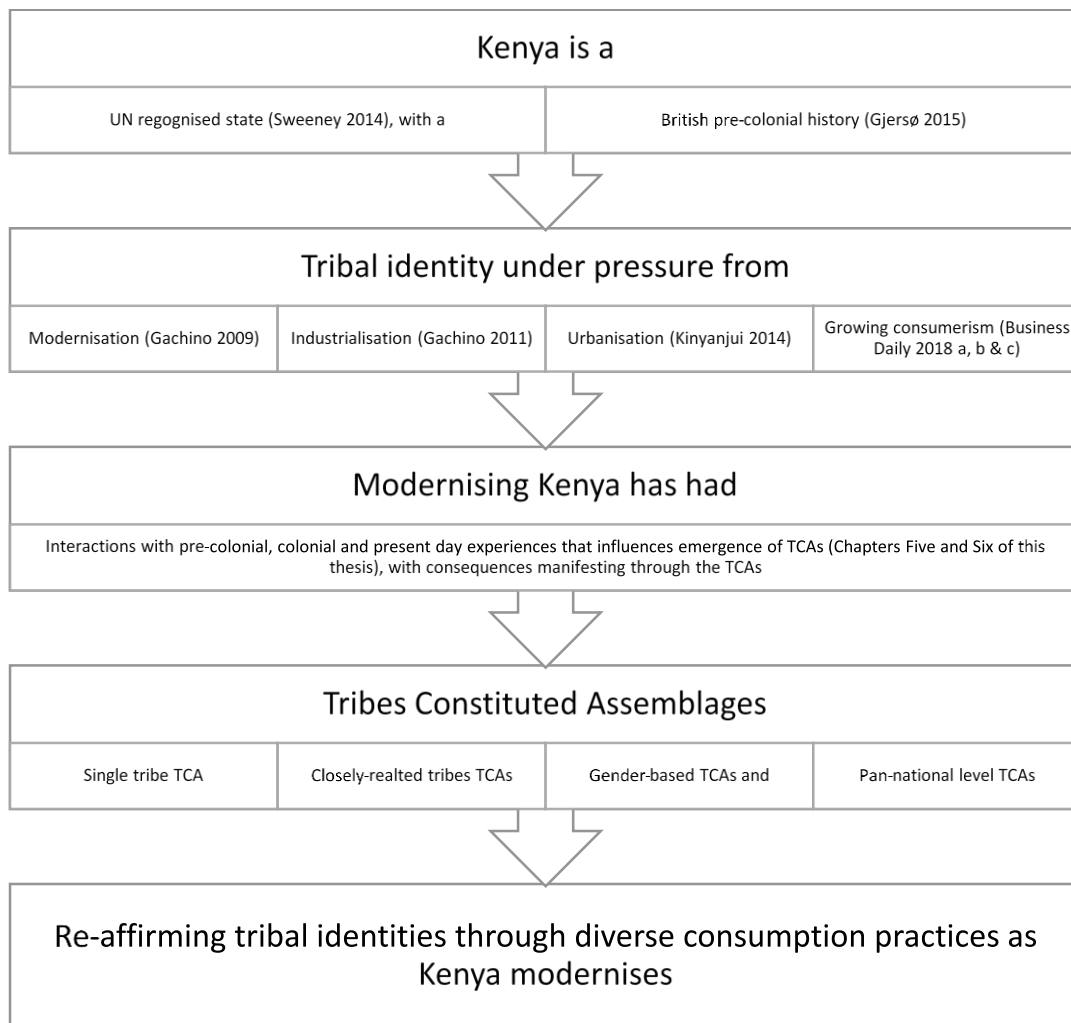 Kenya is a
UN regognised state (Sweeney 2014), with a
British pre-colonial history (Gjersø 2015)
Tribal identity under pressure from
Modernisation (Gachino 2009)
Industrialisation (Gachino 2011)
Urbanisation (Kinyanjui 2014)
Growing consumerism (Business
Daily 2018 a, b & c)
Modernising Kenya has had
Interactions with pre-colonial, colonial and present day experiences that influences emergence of TCAs (Chapters Five and Six of this
thesis), with consequences manifesting through the TCAs
Tribes Constituted Assemblages
Single tribe TCA
Closely-realted tribes TCAs
Gender-based TCAs and
Pan-national level TCAs
Re-affirming tribal identities through diverse consumption practices as
Kenya modernises